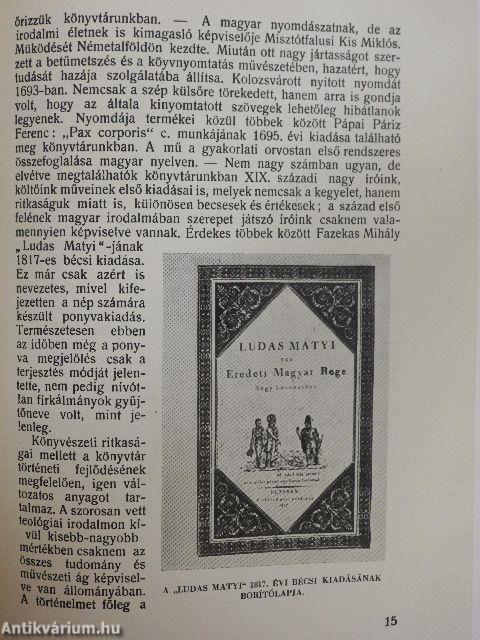 őrizzük könyvtárunkban. — A magyar nyomdászatnak, de az
irodalmi életnek is kimagasló képviselője Misztótfalusi Kis Miklós.
Működését Németalföldön kezdte. Miután ott nagy jártasságot szer-
zett a betűmetszés és a köyvnyomtatás művészetében, hazatért, hogy
tudását hazája szolgálatába állítsa. Kolozsvárott nyitott nyomdát
1693-ban. Nemcsak a szép külsőre törekedett, hanem arra is gondja
volt, hogy az általa kinyomtatott szövegek lehetőleg hibátlanok
legyenek. Nyomdája termékei közül többek között Pápai Páriz
Ferenc: „Pax corporis“ c. munkájának 1695. évi kiadása található
meg könyvtárunkban. A mű a gyakorlati orvostan első rendszeres
összefoglalása magyar nyelven. — Nem nagy számban ugyan, de
elvétve megtalálhatók könyvtárunkban XIX. századi nagy íróink,
költőink műveinek első kiadásai is, melyek nemcsak a kegyelet, hanem
ritkaságuk miatt is, különösen becsesek és értékesek; a század első
felének magyar irodalmában szerepet játszó íróink csaknem vala-
mennyien képviselve vannak. Érdekes többek között Fazekas Mihály
„Ludas Matyi“-jának
1817-es bécsi kiadása.
Ez már csak azért is
nevezetes, mivel kife-
jezetten a nép számára
készült ponyvakiadás.
Természetesen ebben
az időben még a pony-
va megjelölés csak a
terjesztés módját jelen-
tette, nem pedig nívót-
lan firkálmányok gyűj-
tőneve volt, mint je-
lenleg.
Könyvészeti ritkasá-
gai mellett a könyvtár
történeti fejlődésének
megfelelően, igen vál-
tozatos anyagot tar-
talmaz. A szorosan vett
teológiai irodalmon kí-
vül kisebb-nagyobb
mértékben csaknem az
összes tudomány és
művészeti ág képvisel-
ve van állományában.
A történelmet főleg a
LUDAS MATYI
Eredeti Magyar Rege
Négy Levonásban
A „LUDAS MATYI“ 1817. ÉVI BÉCSI KIADÁSÁNAK
BORÍTÓLAPJA.
15
Antikvárium.hu